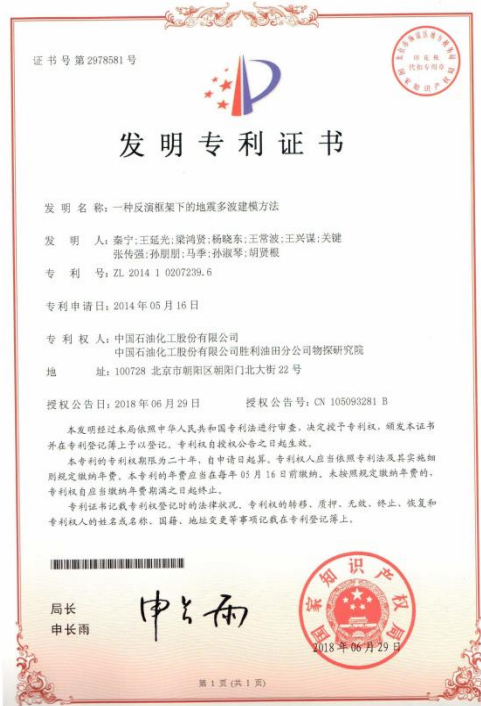 证书号第2978581号
发明专利证书
发明名称：一种反演框架下的地震多波建模方法
发明人：秦宁;王延光;梁鸿贤;杨晓东;王常波;王兴谋;关键
张传强;孙朋朋;马季;孙淑琴;胡贤根
专利号：ZL 2014 1 0207239.6
专利申请日：2014年05月16日
专利权人：中国石油化工股份有限公司
中国石油化工股份有限公司胜利油田分公司物探研究院
地址：100728 北京市朝阳区朝阳门北大街22号
授权公告日：2018年06月29日 授权公告号：CN 105093281 B
本发明经过本局依照中华人民共和国专利法进行审查，决定授予专利权，颁发本证书
并在专利登记簿上予以登记。专利权自授权公告之日起生效。
本专利的专利权期限为二十年，自申请日起算。专利权人应当依照专利法及其实施细
则规定缴纳年费。本专利的年费应当在每年05月16日前缴纳。未按照规定缴纳年费的，
专利权自应当缴纳年费期满之日起终止。
专利证书记载专利权登记时的法律状况。专利权的转移、质押、无效、终止、恢复和
专利权人的姓名或名称、国籍、地址变更等事项记载在专利登记簿上。
局长
申长雨
申长雨
国家知识产权局
2018年06月29日
第1页(共1页)